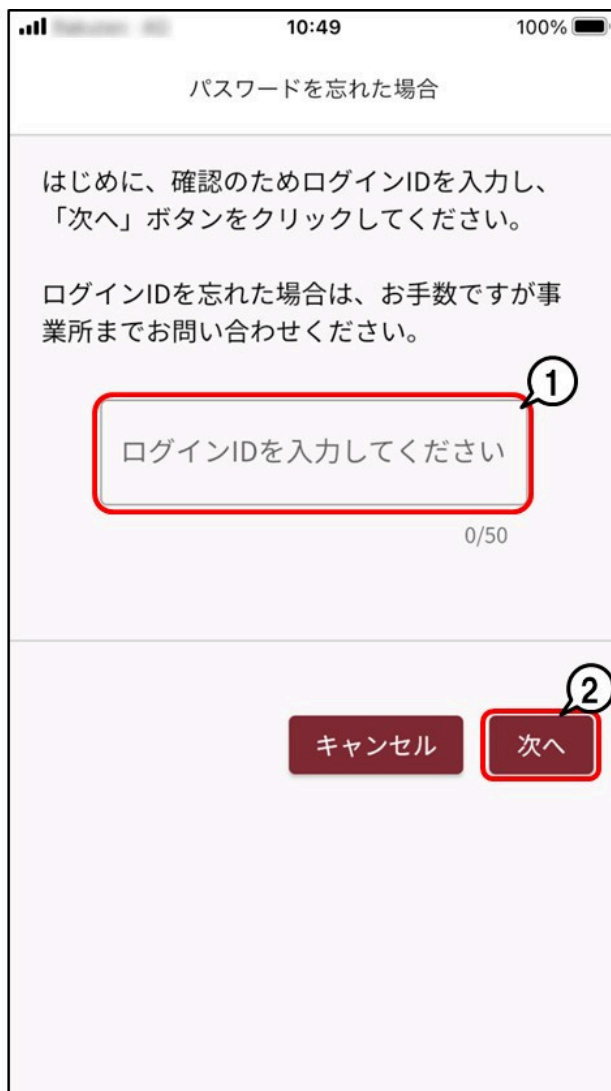 10:49
100%
パスワードを忘れた場合
はじめに、確認のためログインIDを入力し、
「次へ」ボタンをクリックしてください。
ログインIDを忘れた場合は、お手数ですが事
業所までお問い合わせください。
1
ログインIDを入力してください
0/50
2
キャンセル
次へ